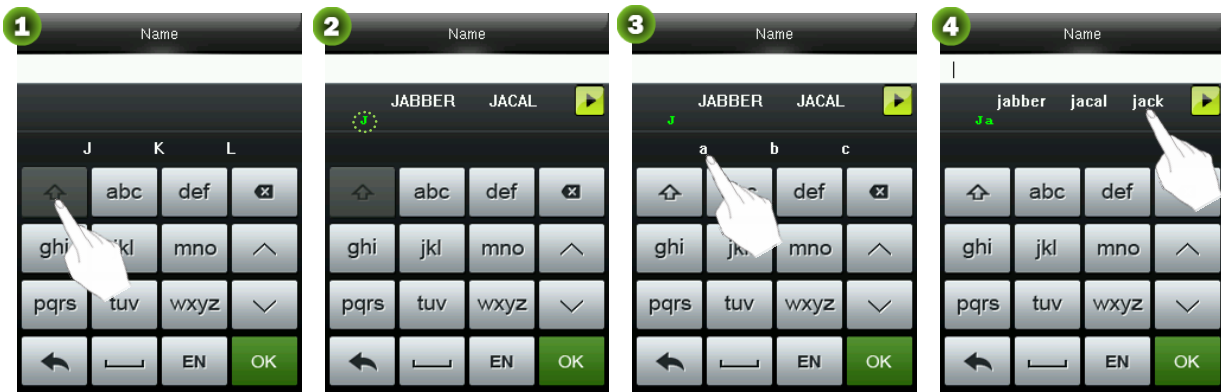 1
Name
J K L
abc def
ghi jkl mno
pqrs tuv wxyz
EN OK
2
Name
JABBER JACAL
J
abc def
ghi jkl mno
pqrs tuv wxyz
EN OK
3
Name
JABBER JACAL
J
a b c
def
ghi jkl mno
pqrs tuv wxyz
EN OK
4
Name
jabber jacal jack
Ja
abc def
ghi jkl mno
pqrs tuv wxyz
EN OK